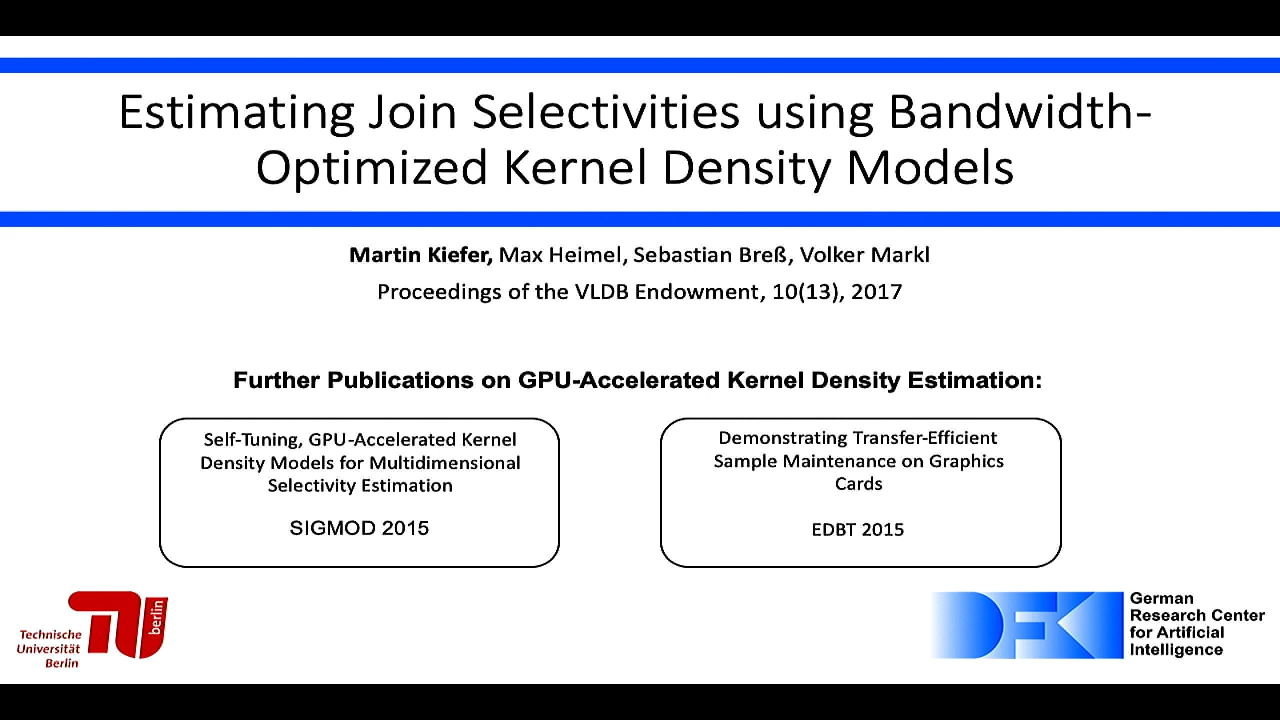 Estimating Join Selectivities using Bandwidth-
Optimized Kernel Density Models
Martin Kiefer, Max Heimel, Sebastian Breß, Volker Markl
Proceedings of the VLDB Endowment, 10(13), 2017
Further Publications on GPU-Accelerated Kernel Density Estimation:
Self-Tuning, GPU-Accelerated Kernel
Density Models for Multidimensional
Selectivity Estimation
SIGMOD 2015
Demonstrating Transfer-Efficient
Sample Maintenance on Graphics
Cards
EDBT 2015
Technische
Universität
Berlin
berlin
DFK
German
Research Center
for Artificial
Intelligence